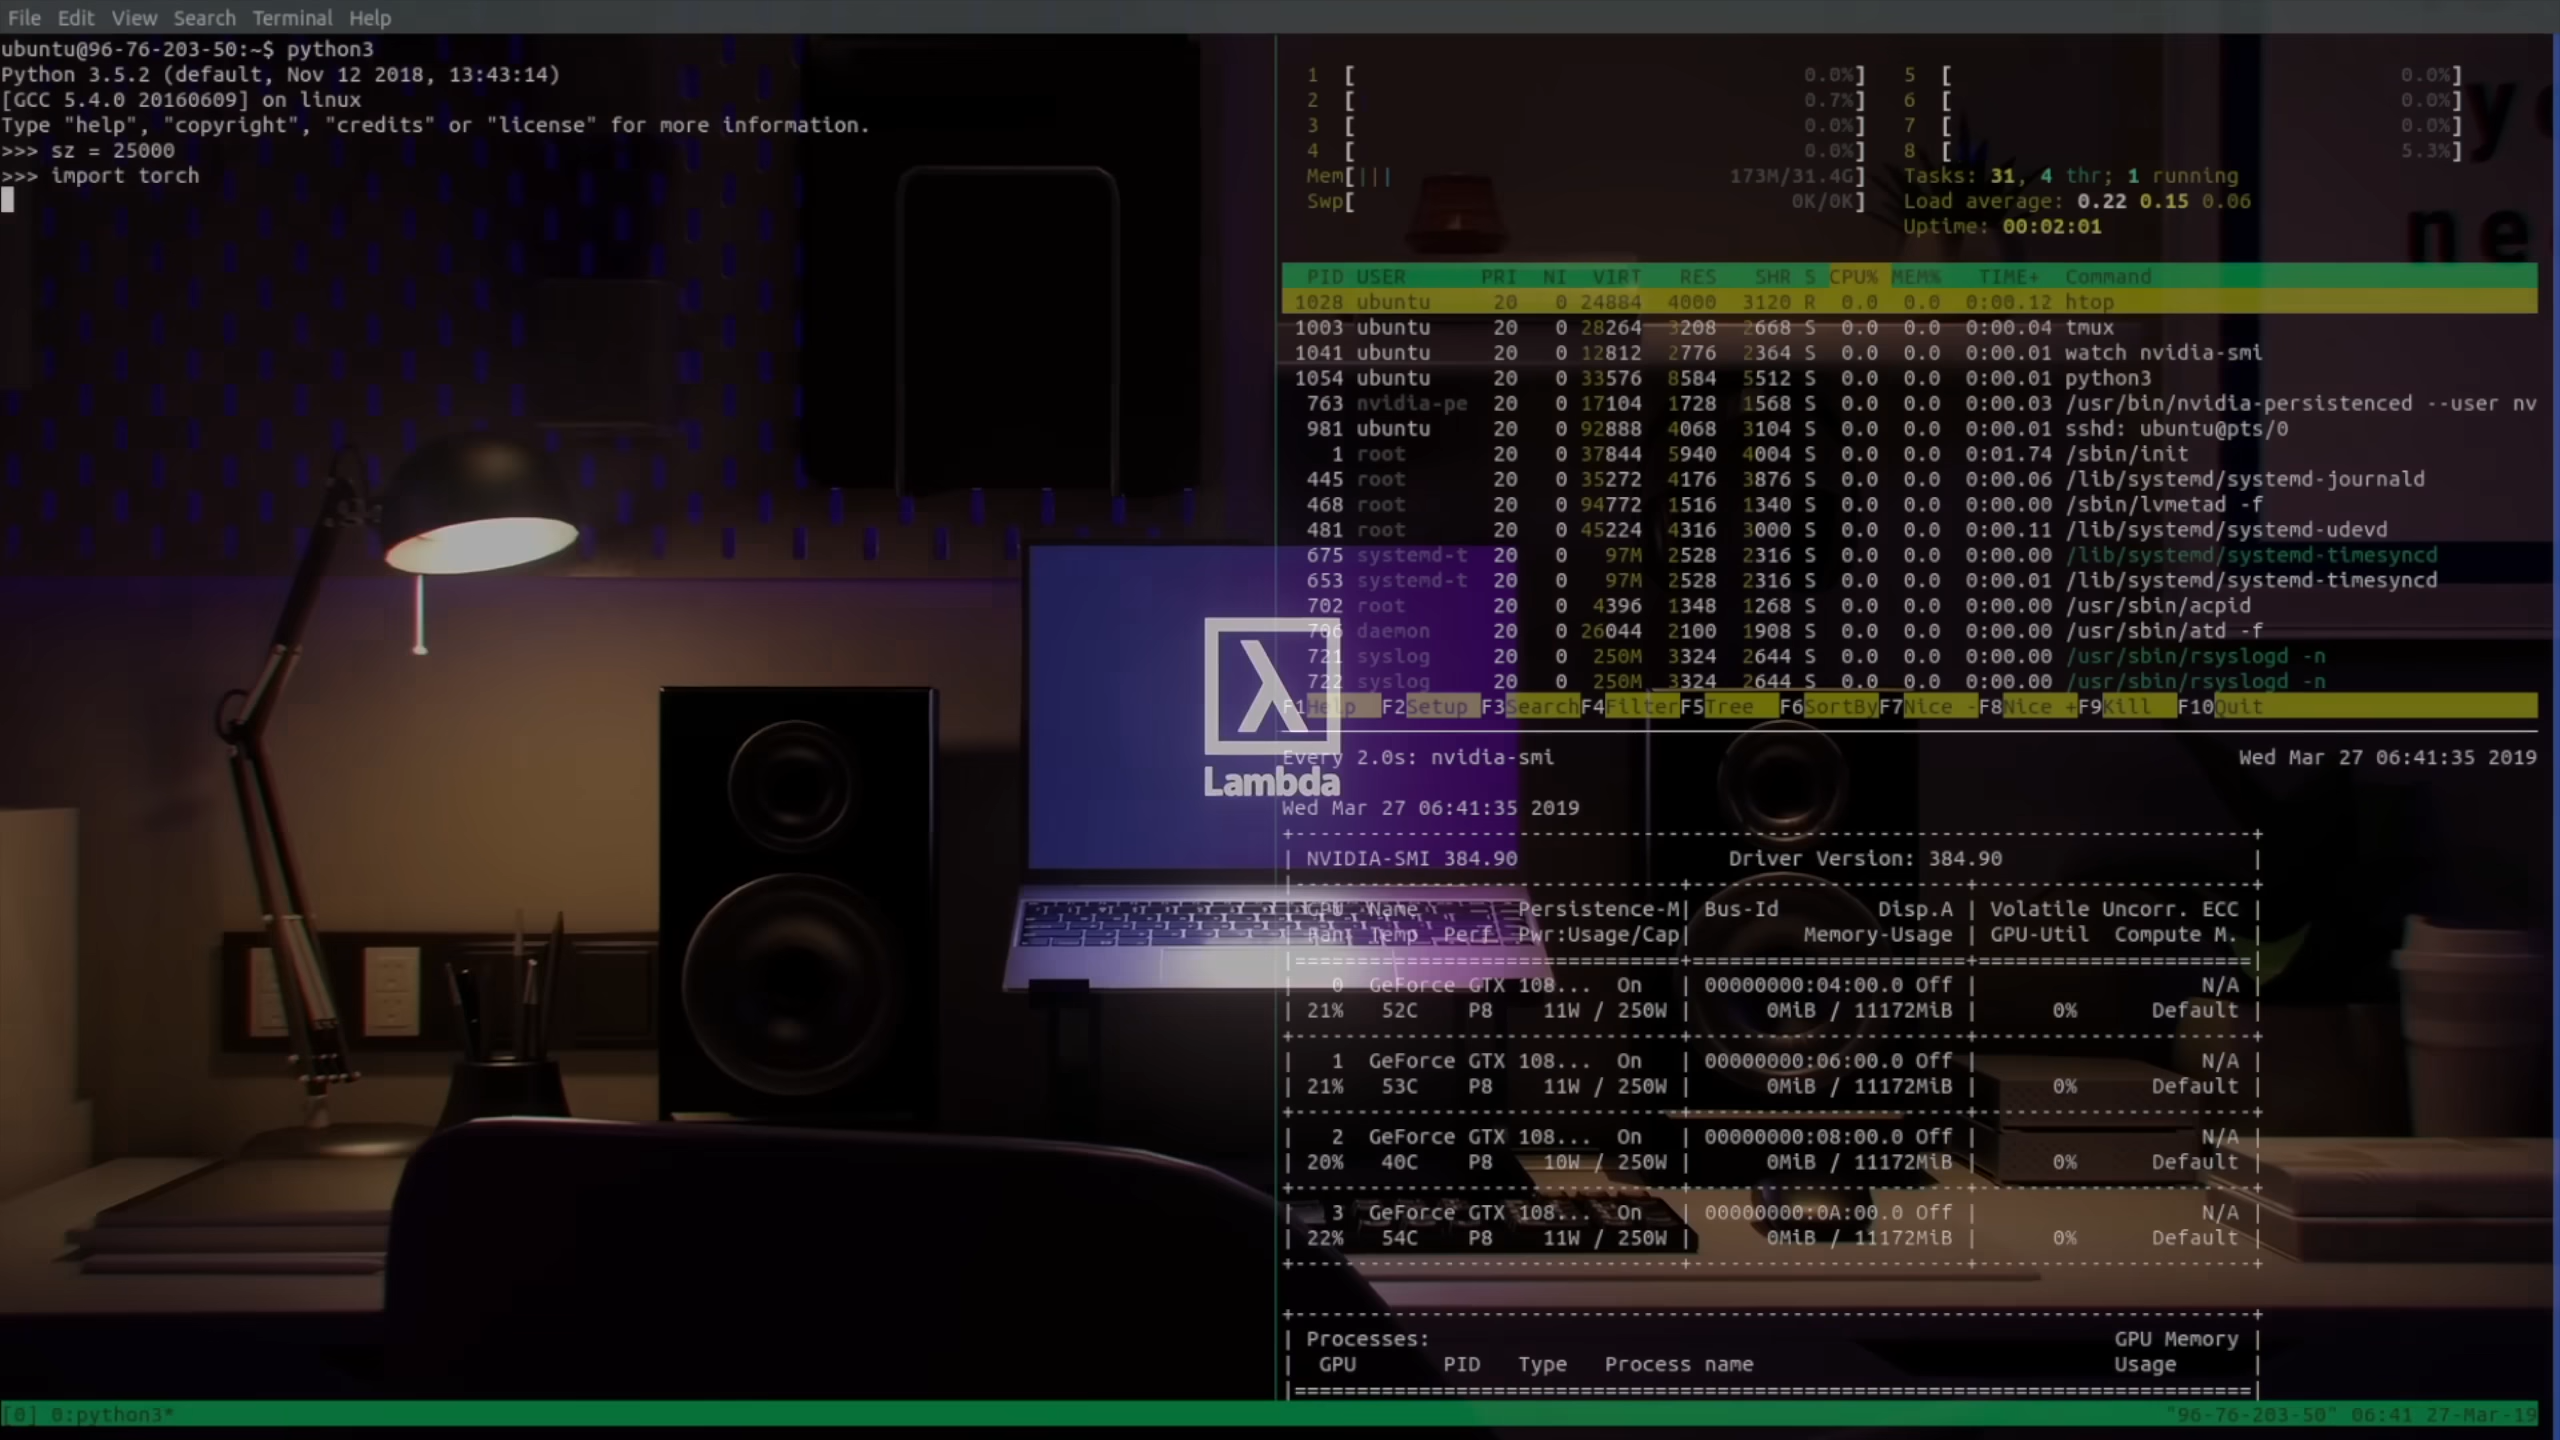 File Edit View Search Terminal Help
ubuntu@96-76-203-50:~$ python3
Python 3.5.2 (default, Nov 12 2018, 13:43:14)
[GCC 5.4.0 20160609] on linux
Type "help", "copyright", "credits" or "license" for more information.
>>> sz = 25000
>>> import torch
1 [ 0.0%] 5 [ 0.0%]
2 [ 0.7%] 6 [ 0.0%]
3 [ 0.0%] 7 [ 0.0%]
4 [ 0.0%] 8 [ 5.3%]
Mem[||| 173M/31.4G] Tasks: 31, 4 thr; 1 running
Swp[ 0K/0K] Load average: 0.22 0.15 0.06
Uptime: 00:02:01
PID USER PRI NI VIRT RES SHR S CPU% MEM% TIME+ Command
1028 ubuntu 20 0 24884 4000 3120 R 0.0 0.0 0:00.12 htop
1003 ubuntu 20 0 28264 3208 2668 S 0.0 0.0 0:00.04 tmux
1041 ubuntu 20 0 12812 2776 2364 S 0.0 0.0 0:00.01 watch nvidia-smi
1054 ubuntu 20 0 33576 8584 5512 S 0.0 0.0 0:00.01 python3
763 nvidia-pe 20 0 17104 1728 1568 S 0.0 0.0 0:00.03 /usr/bin/nvidia-persistenced --user nv
981 ubuntu 20 0 92888 4068 3104 S 0.0 0.0 0:00.01 sshd: ubuntu@pts/0
1 root 20 0 37844 5940 4004 S 0.0 0.0 0:01.74 /sbin/init
445 root 20 0 35272 4176 3876 S 0.0 0.0 0:00.06 /lib/systemd/systemd-journald
468 root 20 0 94772 1516 1340 S 0.0 0.0 0:00.00 /sbin/lvmetad -f
481 root 20 0 45224 4316 3000 S 0.0 0.0 0:00.11 /lib/systemd/systemd-udevd
675 systemd-t 20 0 97M 2528 2316 S 0.0 0.0 0:00.00 /lib/systemd/systemd-timesyncd
653 systemd-t 20 0 97M 2528 2316 S 0.0 0.0 0:00.01 /lib/systemd/systemd-timesyncd
702 root 20 0 4396 1348 1268 S 0.0 0.0 0:00.00 /usr/sbin/acpid
706 daemon 20 0 26044 2100 1908 S 0.0 0.0 0:00.00 /usr/sbin/atd -f
721 syslog 20 0 250M 3324 2644 S 0.0 0.0 0:00.00 /usr/sbin/rsyslogd -n
722 syslog 20 0 250M 3324 2644 S 0.0 0.0 0:00.00 /usr/sbin/rsyslogd -n
F1Help F2Setup F3SearchF4FilterF5Tree F6SortByF7Nice -F8Nice +F9Kill F10Quit
λ
Lambda
Every 2.0s: nvidia-smi Wed Mar 27 06:41:35 2019
Wed Mar 27 06:41:35 2019
NVIDIA-SMI 384.90 Driver Version: 384.90
GPU Name Persistence-M| Bus-Id Disp.A | Volatile Uncorr. ECC |
Fan Temp Perf Pwr:Usage/Cap| Memory-Usage | GPU-Util Compute M. |
0 GeForce GTX 108... On | 00000000:04:00.0 Off | N/A |
21% 52C P8 11W / 250W | 0MiB / 11172MiB | 0% Default |
1 GeForce GTX 108... On | 00000000:06:00.0 Off | N/A |
21% 53C P8 11W / 250W | 0MiB / 11172MiB | 0% Default |
2 GeForce GTX 108... On | 00000000:08:00.0 Off | N/A |
20% 40C P8 10W / 250W | 0MiB / 11172MiB | 0% Default |
3 GeForce GTX 108... On | 00000000:0A:00.0 Off | N/A |
22% 54C P8 11W / 250W | 0MiB / 11172MiB | 0% Default |
Processes: GPU Memory |
GPU PID Type Process name Usage |
[0] 0:python3* "96-76-203-50" 06:41 27-Mar-19